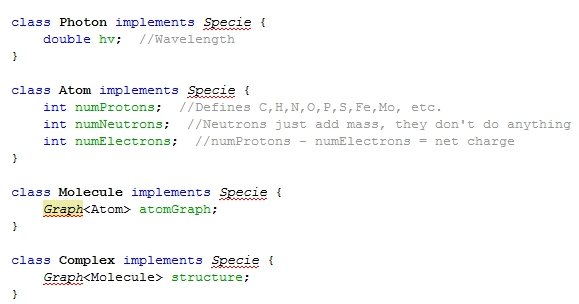 class Photon implements Specie {
double hv; //Wavelength
}
class Atom implements Specie {
int numProtons; //Defines C,H,N,O,P,S,Fe,Mo, etc.
int numNeutrons; //Neutrons just add mass, they don't do anything
int numElectrons; //numProtons - numElectrons = net charge
}
class Molecule implements Specie {
Graph<Atom> atomGraph;
}
class Complex implements Specie {
Graph<Molecule> structure;
}